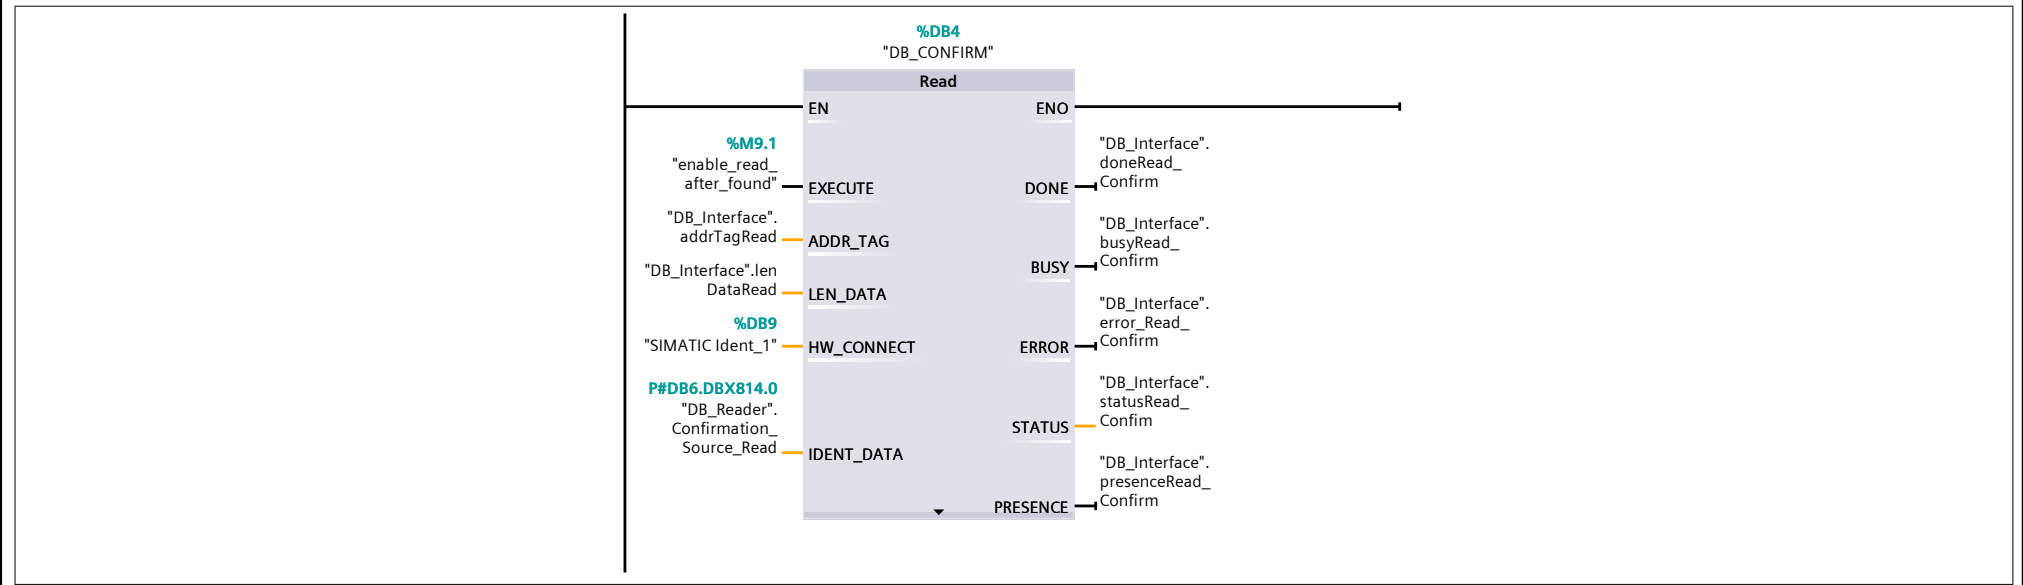 %DB4
"DB_CONFIRM"
Read
EN
ENO
%M9.1
"enable_read_
after_found"
EXECUTE
"DB_Interface".
doneRead_
Confirm
DONE
"DB_Interface".
addrTagRead
ADDR_TAG
"DB_Interface".
busyRead_
Confirm
BUSY
"DB_Interface".len
DataRead
LEN_DATA
"DB_Interface".
error_Read_
Confirm
ERROR
%DB9
"SIMATIC Ident_1"
HW_CONNECT
"DB_Interface".
statusRead_
Confim
STATUS
P#DB6.DBX814.0
"DB_Reader".
Confirmation_
Source_Read
IDENT_DATA
"DB_Interface".
presenceRead_
Confirm
PRESENCE